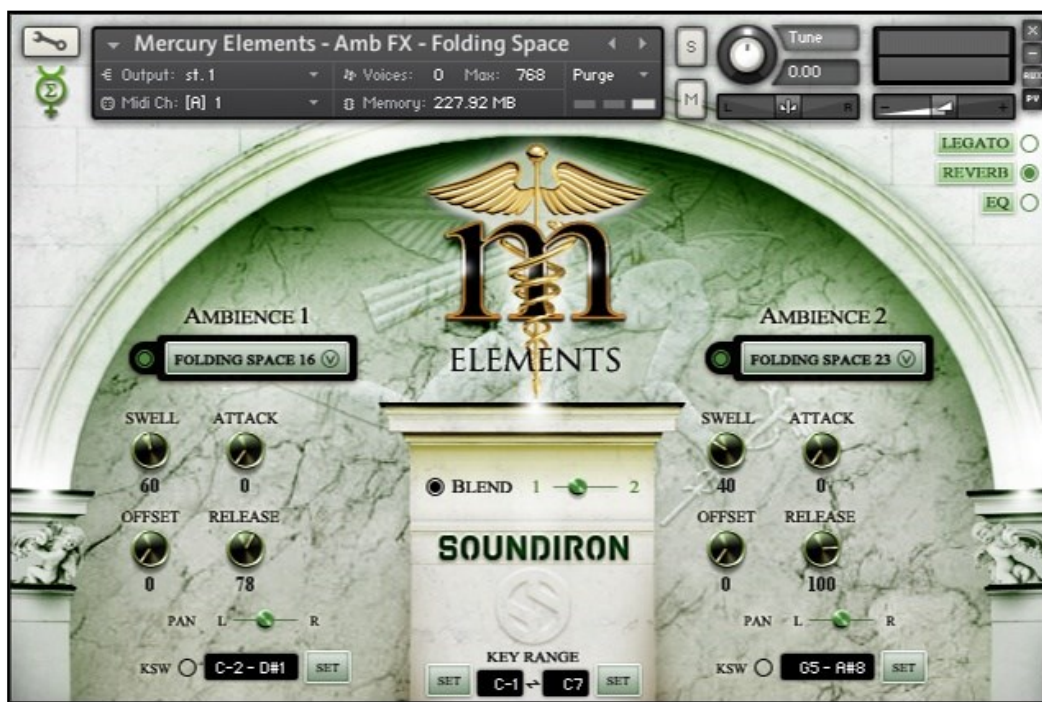 Mercury Elements - Amb FX - Folding Space
S
Tune
Output: st.1
Voices: 0 Max: 768
Purge
0.00
AUX
Midi Ch: [A] 1
Memory: 227.92 MB
M
L R
- +
PV
LEGATO
REVERB
EQ
m
ELEMENTS
AMBIENCE 1
AMBIENCE 2
FOLDING SPACE 16
FOLDING SPACE 23
SWELL ATTACK
SWELL ATTACK
60 0
40 0
BLEND 1 2
OFFSET RELEASE
OFFSET RELEASE
SOUNDIRON
0 78
0 100
PAN L R
PAN L R
KEY RANGE
KSW C-2 - D#1 SET
SET C-1 C7 SET
KSW G5 - A#8 SET